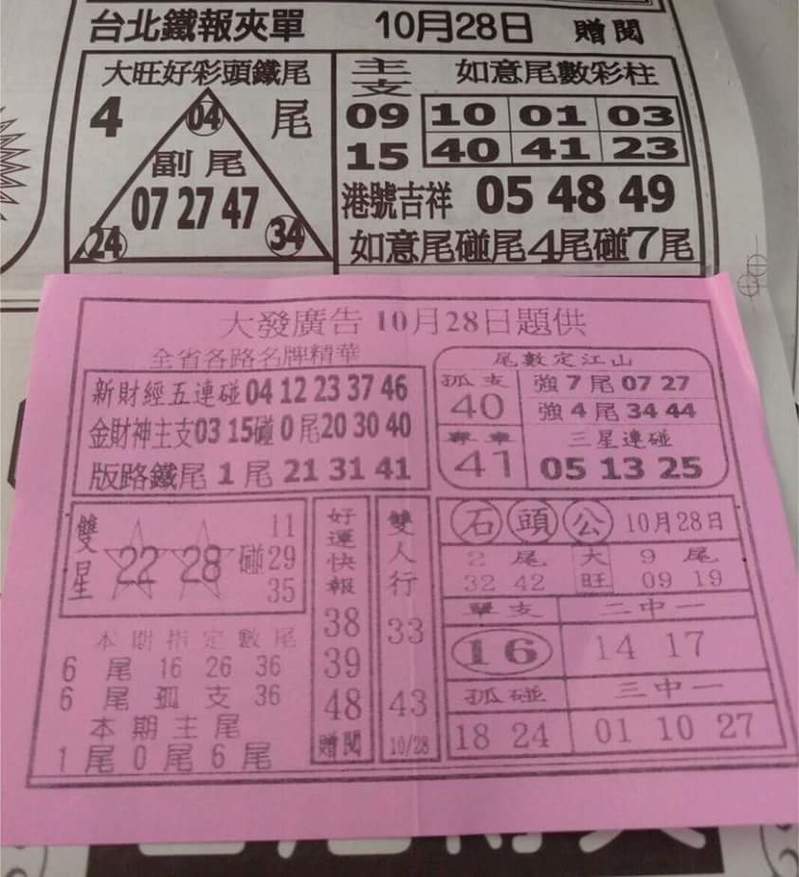 台北鐵報夾單 10月28日 贈閱
大旺好彩頭鐵尾
4 04 尾
副尾
07 27 47
24 34
主支 如意尾數彩柱
09 10 01 03
15 40 41 23
港號吉祥 05 48 49
如意尾碰尾4尾碰7尾
大發廣告10月28日題供
全省各路名牌精華
新財經五連碰04 12 23 37 46
金財神主支03 15碰0尾20 30 40
版路鐵尾1尾21 31 41
尾數定江山
孤支 強7尾07 27
40 強4尾34 44
專車 三星連碰
41 05 13 25
雙星 22 28 碰 11 29 35
本期指定數尾
6尾 16 26 36
6尾孤支36
本期主尾
1尾0尾6尾
好運快報
38
39
48
贈閱
雙人行
33
43
10/28
石頭公 10月28日
2尾 大旺 9尾
32 42 09 19
單支 二中一
16 14 17
孤碰 三中一
18 24 01 10 27